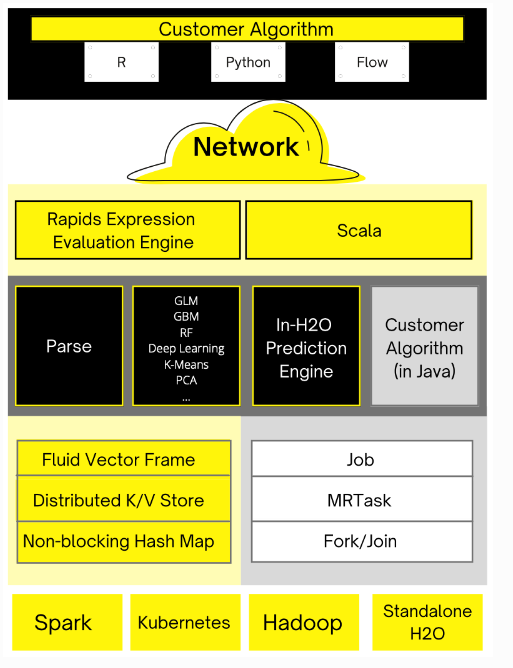 Customer Algorithm
R
Python
Flow
Network
Rapids Expression
Evaluation Engine
Scala
Parse
GLM
GBM
RF
Deep Learning
K-Means
PCA
...
In-H2O
Prediction
Engine
Customer
Algorithm
(in Java)
Fluid Vector Frame
Distributed K/V Store
Non-blocking Hash Map
Job
MRTask
Fork/Join
Spark
Kubernetes
Hadoop
Standalone
H2O